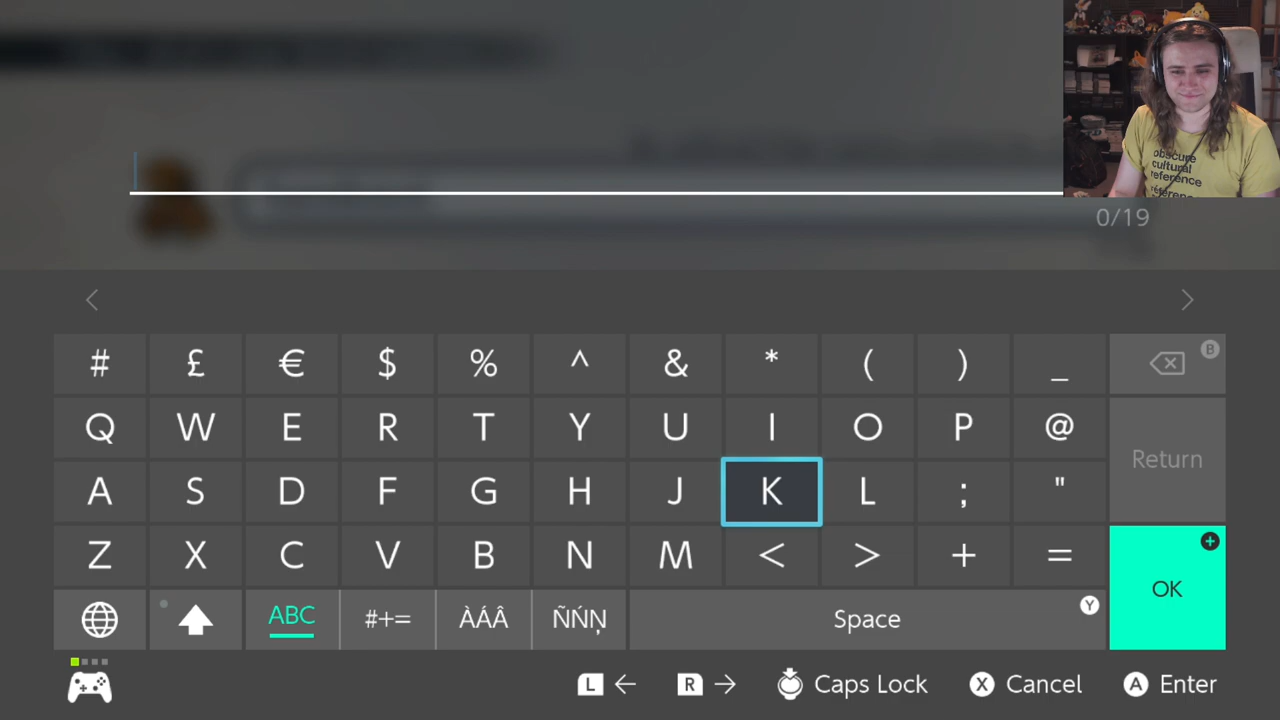 obscure
cultural
reference
0/19
# £ € $ % ^ & * ( ) _
B
Q W E R T Y U I O P @
Return
A S D F G H J K L ; "
Z X C V B N M < > + =
OK
ABC #+= ÀÁÂ ÑŃŅ Space Y
L ← R → Caps Lock X Cancel A Enter